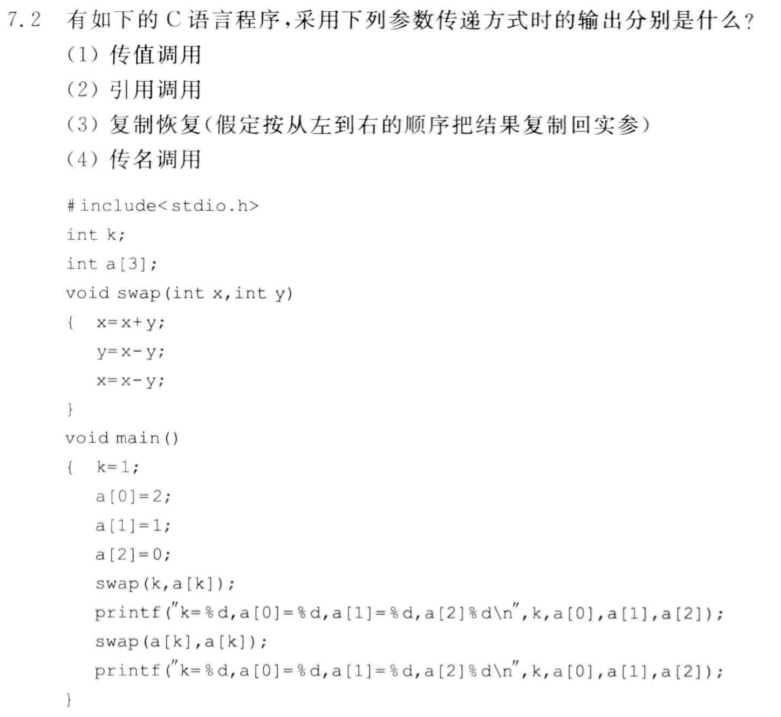 7.2 有如下的 C 语言程序,采用下列参数传递方式时的输出分别是什么?
(1) 传值调用
(2) 引用调用
(3) 复制恢复(假定按从左到右的顺序把结果复制回实参)
(4) 传名调用
#include<stdio.h>
int k;
int a[3];
void swap(int x,int y)
{ x=x+y;
y=x-y;
x=x-y;
}
void main()
{ k=1;
a[0]=2;
a[1]=1;
a[2]=0;
swap(k,a[k]);
printf("k=%d,a[0]=%d,a[1]=%d,a[2]%d\n",k,a[0],a[1],a[2]);
swap(a[k],a[k]);
printf("k=%d,a[0]=%d,a[1]=%d,a[2]%d\n",k,a[0],a[1],a[2]);
}